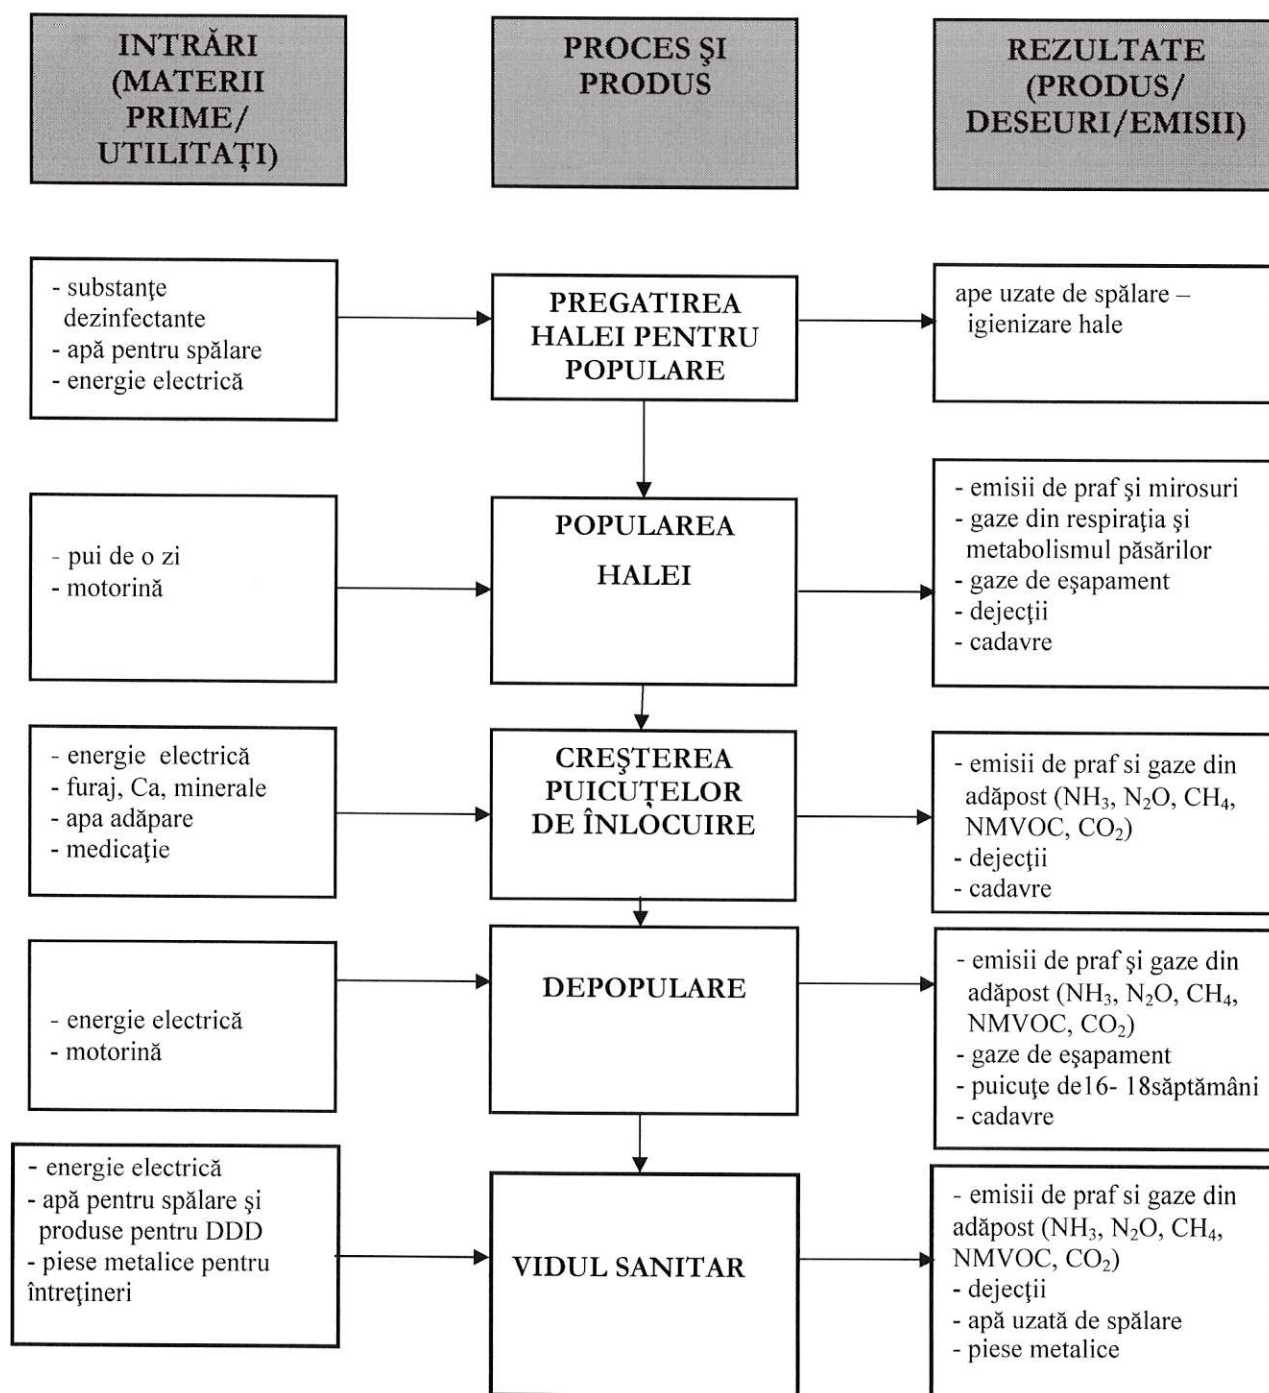 INTRĂRI
(MATERII
PRIME/
UTILITAŢI)
PROCES ŞI
PRODUS
REZULTATE
(PRODUS/
DESEURI/EMISII)
- substanţe
dezinfectante
- apă pentru spălare
- energie electrică
PREGATIREA
HALEI PENTRU
POPULARE
ape uzate de spălare –
igienizare hale
- pui de o zi
- motorină
POPULAREA
HALEI
- emisii de praf şi mirosuri
- gaze din respiraţia şi
metabolismul păsărilor
- gaze de eşapament
- dejecţii
- cadavre
- energie electrică
- furaj, Ca, minerale
- apa adăpare
- medicaţie
CREŞTEREA
PUICUŢELOR
DE ÎNLOCUIRE
- emisii de praf si gaze din
adăpost (NH₃, N₂O, CH₄,
NMVOC, CO₂)
- dejecţii
- cadavre
- energie electrică
- motorină
DEPOPULARE
- emisii de praf şi gaze din
adăpost (NH₃, N₂O, CH₄,
NMVOC, CO₂)
- gaze de eşapament
- puicuţe de16- 18săptămâni
- cadavre
- energie electrică
- apă pentru spălare şi
produse pentru DDD
- piese metalice pentru
întreţineri
VIDUL SANITAR
- emisii de praf si gaze din
adăpost (NH₃, N₂O, CH₄,
NMVOC, CO₂)
- dejecţii
- apă uzată de spălare
- piese metalice